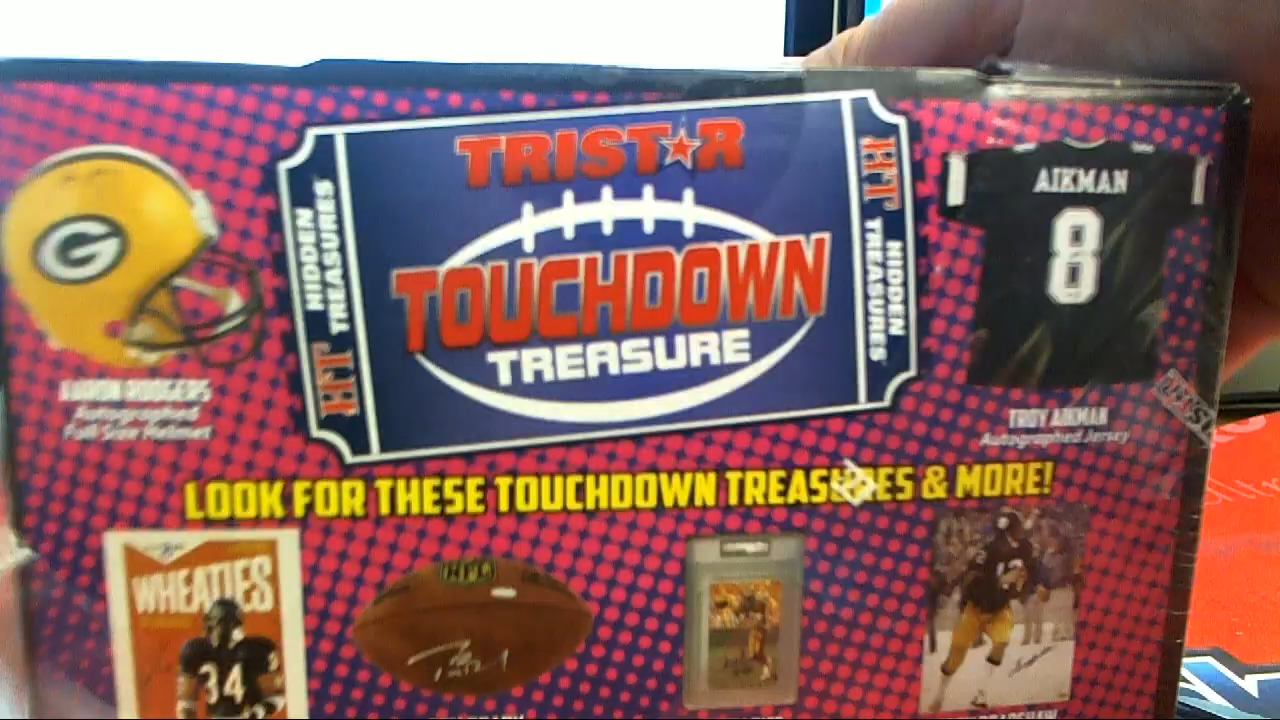 TRISTAR
TOUCHDOWN
TREASURE
HIDDEN
TREASURES
HT
HT
HIDDEN
TREASURES
G
AIKMAN
8
AARON RODGERS
Autographed
Full Size Helmet
TROY AIKMAN
Autographed Jersey
LOOK FOR THESE TOUCHDOWN TREASURES & MORE!
WHEATIES
34
12